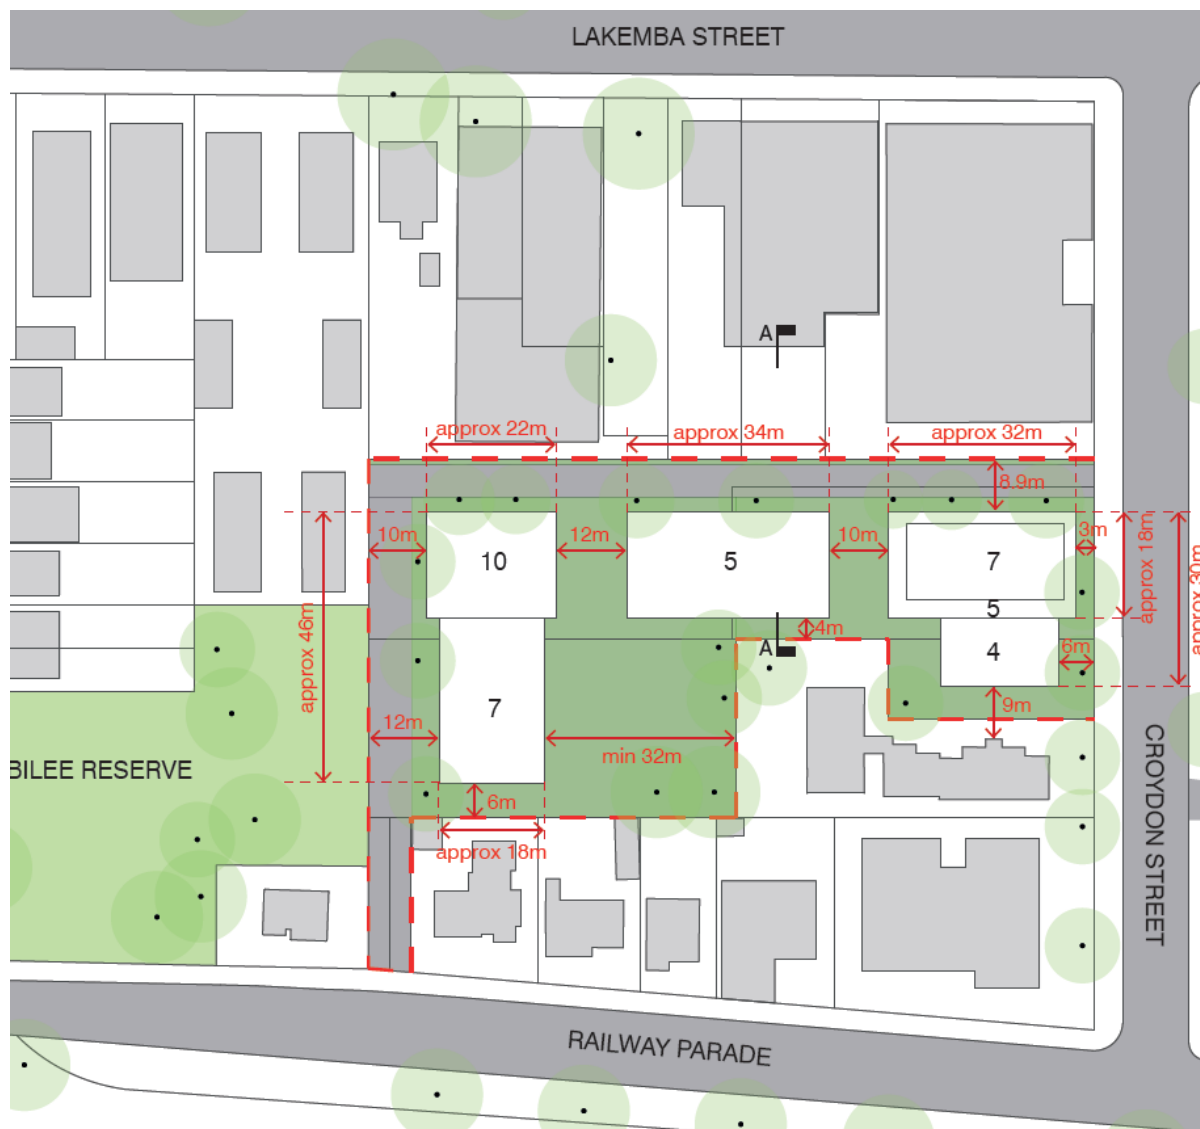 LAKEMBA STREET
A
approx 22m
approx 34m
approx 32m
8.9m
10m
12m
10m
3m
10
5
7
approx 18m
approx 30m
5
4m
A
4
6m
approx 46m
7
9m
12m
min 32m
6m
BILEE RESERVE
approx 18m
CROYDON STREET
RAILWAY PARADE